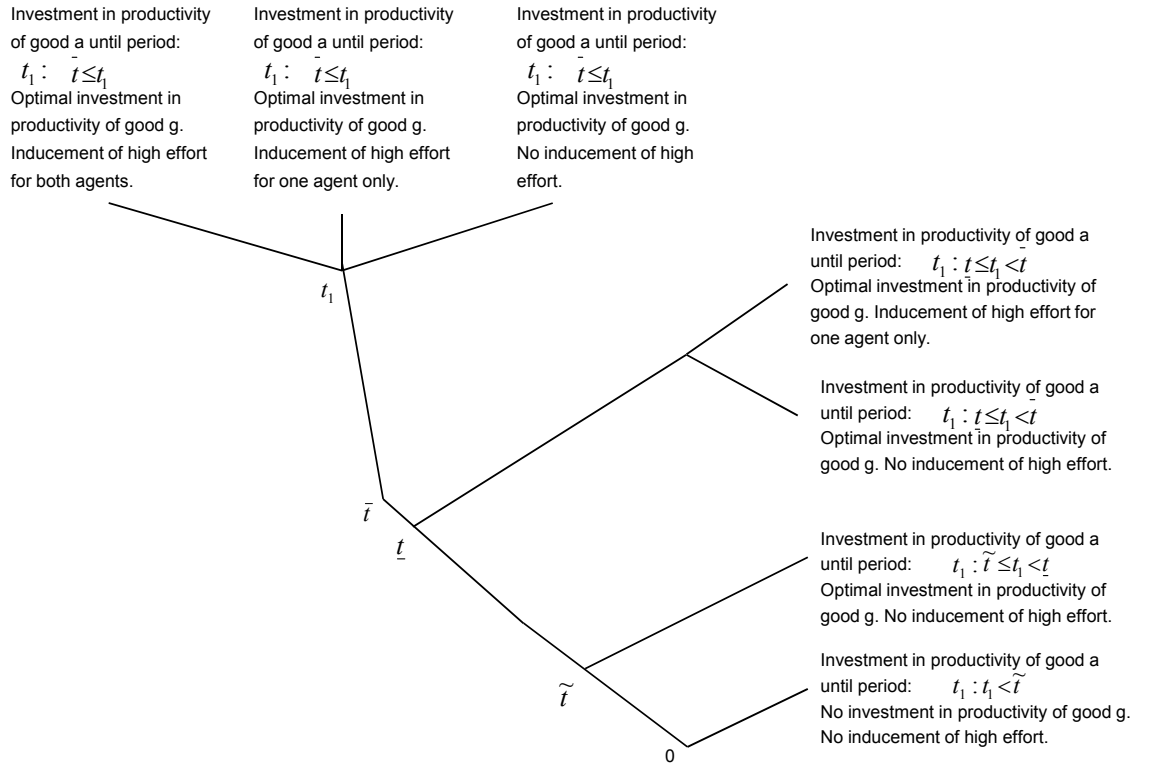 Investment in productivity
of good a until period:
t₁ : t̄ ≤ t₁
Optimal investment in
productivity of good g.
Inducement of high effort
for both agents.
Investment in productivity
of good a until period:
t₁ : t̄ ≤ t₁
Optimal investment in
productivity of good g.
Inducement of high effort
for one agent only.
Investment in productivity
of good a until period:
t₁ : t̄ ≤ t₁
Optimal investment in
productivity of good g.
No inducement of high
effort.
Investment in productivity of good a
until period: t₁ : t̲ ≤ t₁ < t̄
Optimal investment in productivity of
good g. Inducement of high effort for
one agent only.
t₁
Investment in productivity of good a
until period: t₁ : t̲ ≤ t₁ < t̄
Optimal investment in productivity of
good g. No inducement of high effort.
t̄
t̲
Investment in productivity of good a
until period: t₁ : t̃ ≤ t₁ < t̲
Optimal investment in productivity of
good g. No inducement of high effort.
t̃
Investment in productivity of good a
until period: t₁ : t₁ < t̃
No investment in productivity of good g.
No inducement of high effort.
0